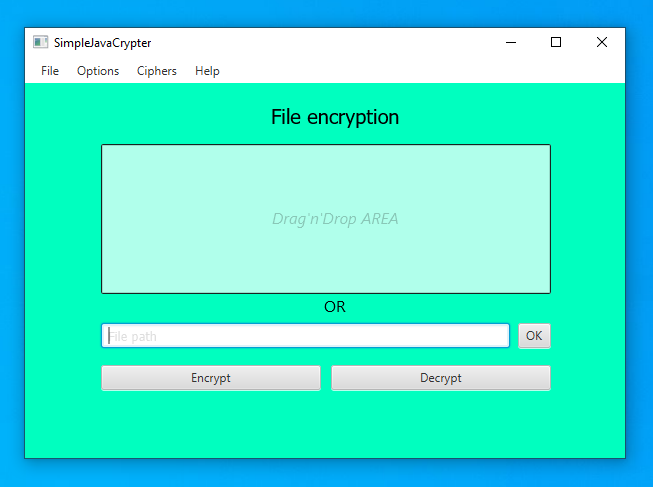 SimpleJavaCrypter
File Options Ciphers Help
File encryption
Drag'n'Drop AREA
OR
File path OK
Encrypt Decrypt